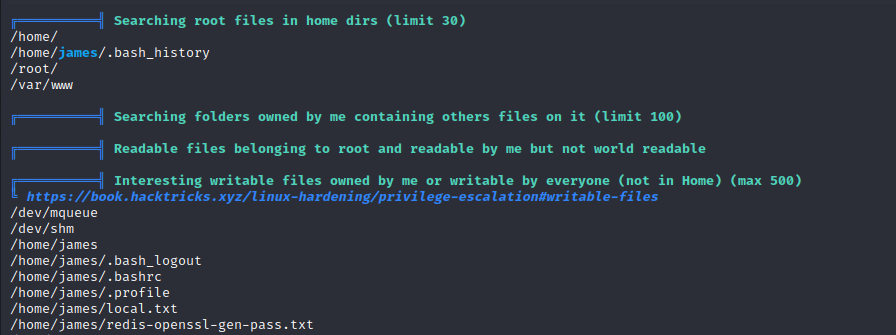 Searching root files in home dirs (limit 30)
/home/
/home/james/.bash_history
/root/
/var/www
Searching folders owned by me containing others files on it (limit 100)
Readable files belonging to root and readable by me but not world readable
Interesting writable files owned by me or writable by everyone (not in Home) (max 500)
https://book.hacktricks.xyz/linux-hardening/privilege-escalation#writable-files
/dev/mqueue
/dev/shm
/home/james
/home/james/.bash_logout
/home/james/.bashrc
/home/james/.profile
/home/james/local.txt
/home/james/redis-openssl-gen-pass.txt